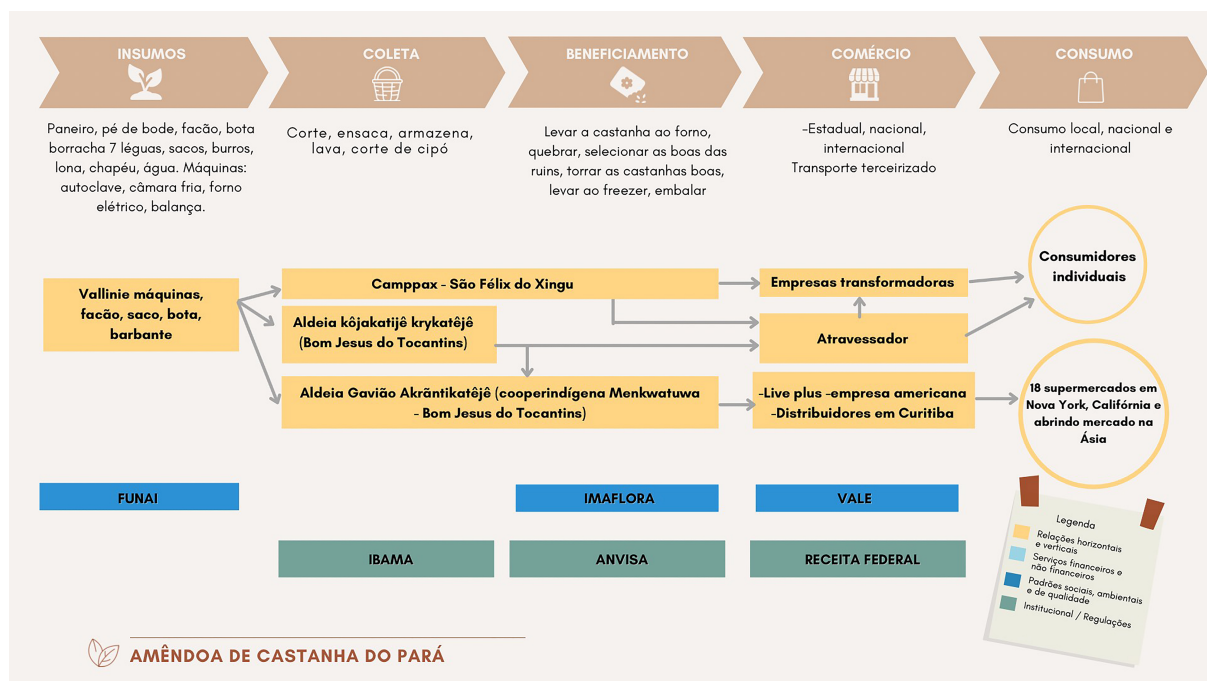 INSUMOS
COLETA
BENEFICIAMENTO
COMÉRCIO
CONSUMO
Paneiro, pé de bode, facão, bota
borracha 7 léguas, sacos, burros,
lona, chapéu, água. Máquinas:
autoclave, câmara fria, forno
elétrico, balança.
Corte, ensaca, armazena,
lava, corte de cipó
Levar a castanha ao forno,
quebrar, selecionar as boas das
ruins, torrar as castanhas boas,
levar ao freezer, embalar
-Estadual, nacional,
internacional
Transporte terceirizado
Consumo local, nacional e
internacional
Vallinie máquinas,
facão, saco, bota,
barbante
Camppax - São Félix do Xingu
Aldeia kôjakatijê krykatêjê
(Bom Jesus do Tocantins)
Aldeia Gavião Akrãntikatêjê (cooperindígena Menkwatuwa
- Bom Jesus do Tocantins)
Empresas transformadoras
Atravessador
-Live plus -empresa americana
-Distribuidores em Curitiba
Consumidores
individuais
18 supermercados em
Nova York, Califórnia e
abrindo mercado na
Ásia
FUNAI
IMAFLORA
VALE
IBAMA
ANVISA
RECEITA FEDERAL
Legenda
Relações horizontais
e verticais
Serviços financeiros e
não financeiros
Padrões sociais, ambientais
e de qualidade
Institucional / Regulações
AMÊNDOA DE CASTANHA DO PARÁ